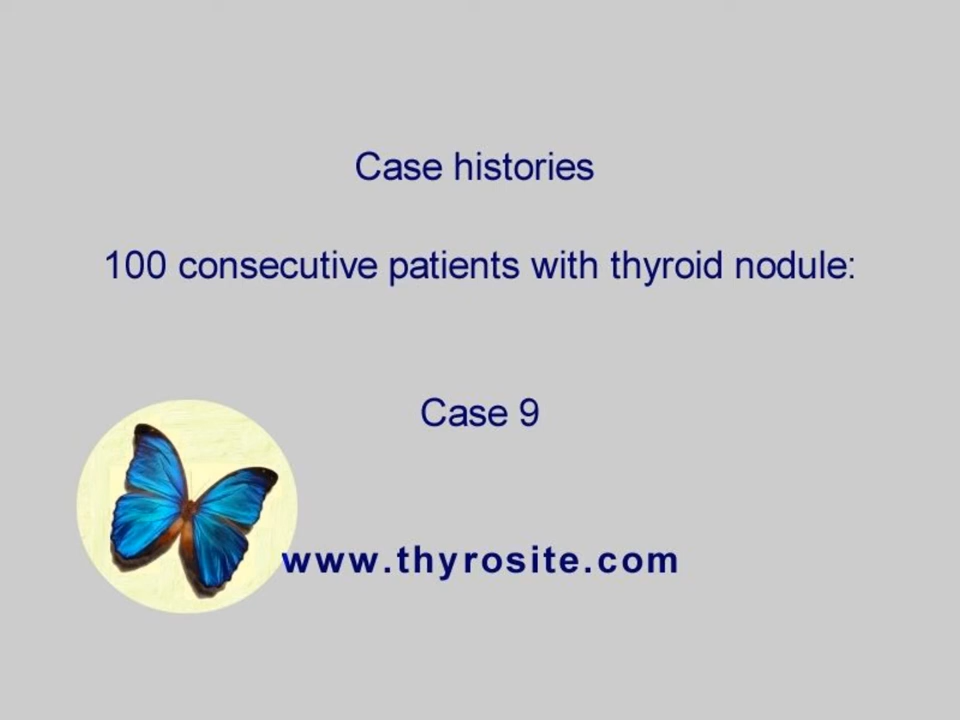 Case histories
100 consecutive patients with thyroid nodule:
Case 9
www.thyrosite.com